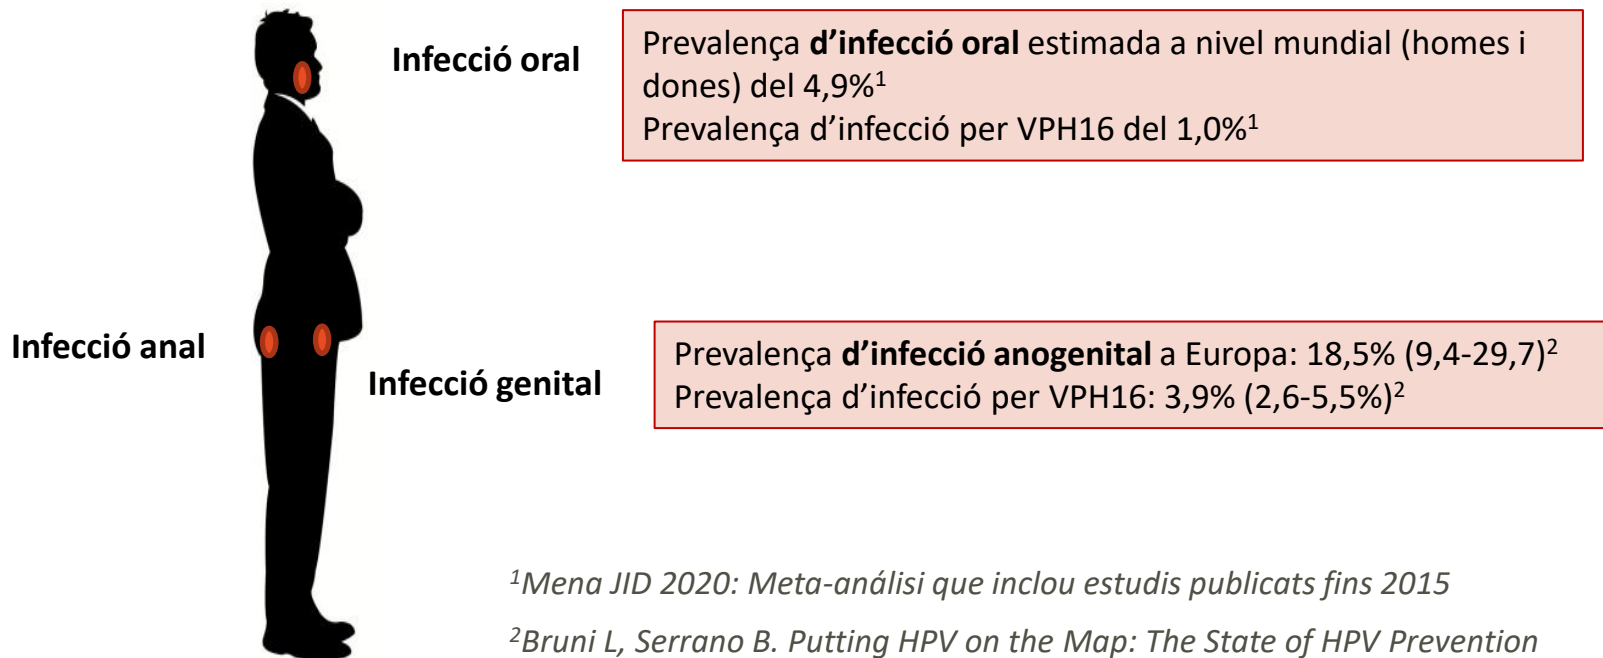 Infecció oral
Prevalença d’infecció oral estimada a nivel mundial (homes i
dones) del 4,9%¹
Prevalença d’infecció per VPH16 del 1,0%¹
Infecció anal
Infecció genital
Prevalença d’infecció anogenital a Europa: 18,5% (9,4-29,7)²
Prevalença d’infecció per VPH16: 3,9% (2,6-5,5%)²
¹Mena JID 2020: Meta-análisi que inclou estudis publicats fins 2015
²Bruni L, Serrano B. Putting HPV on the Map: The State of HPV Prevention